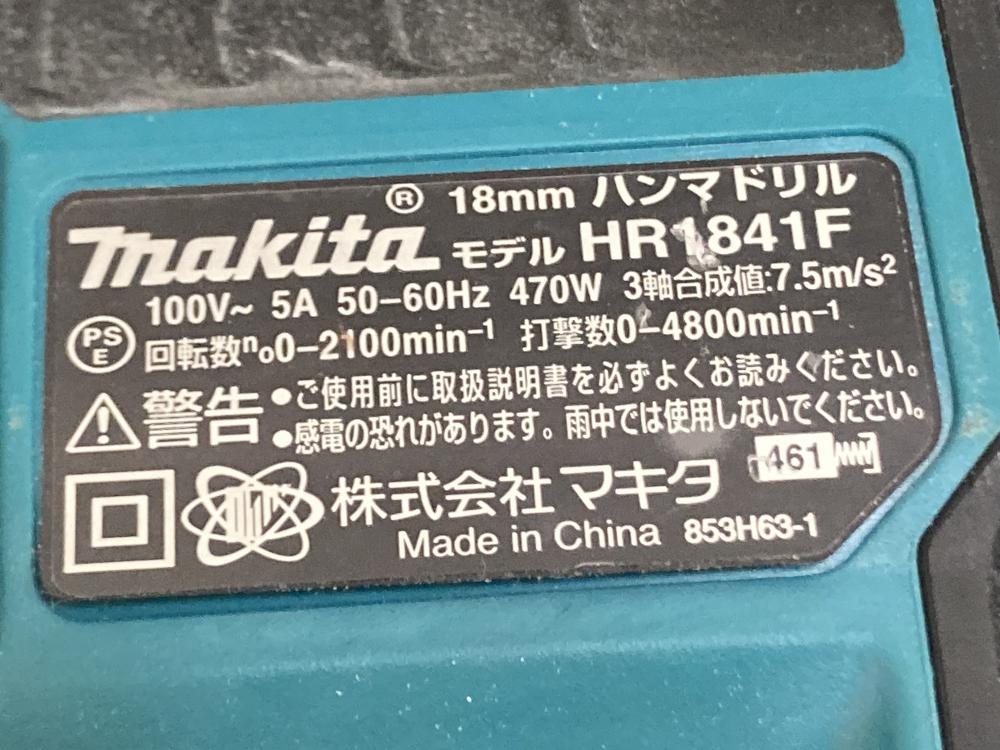 ® 18mm ハンマドリル
makita モデル HR1841F
100V~ 5A 50-60Hz 470W 3軸合成値:7.5m/s²
PS E 回転数n₀0-2100min⁻¹ 打撃数0-4800min⁻¹
警告 ●ご使用前に取扱説明書を必ずよくお読みください。
●感電の恐れがあります。雨中では使用しないでください。
株式会社 マキタ 461
Made in China 853H63-1